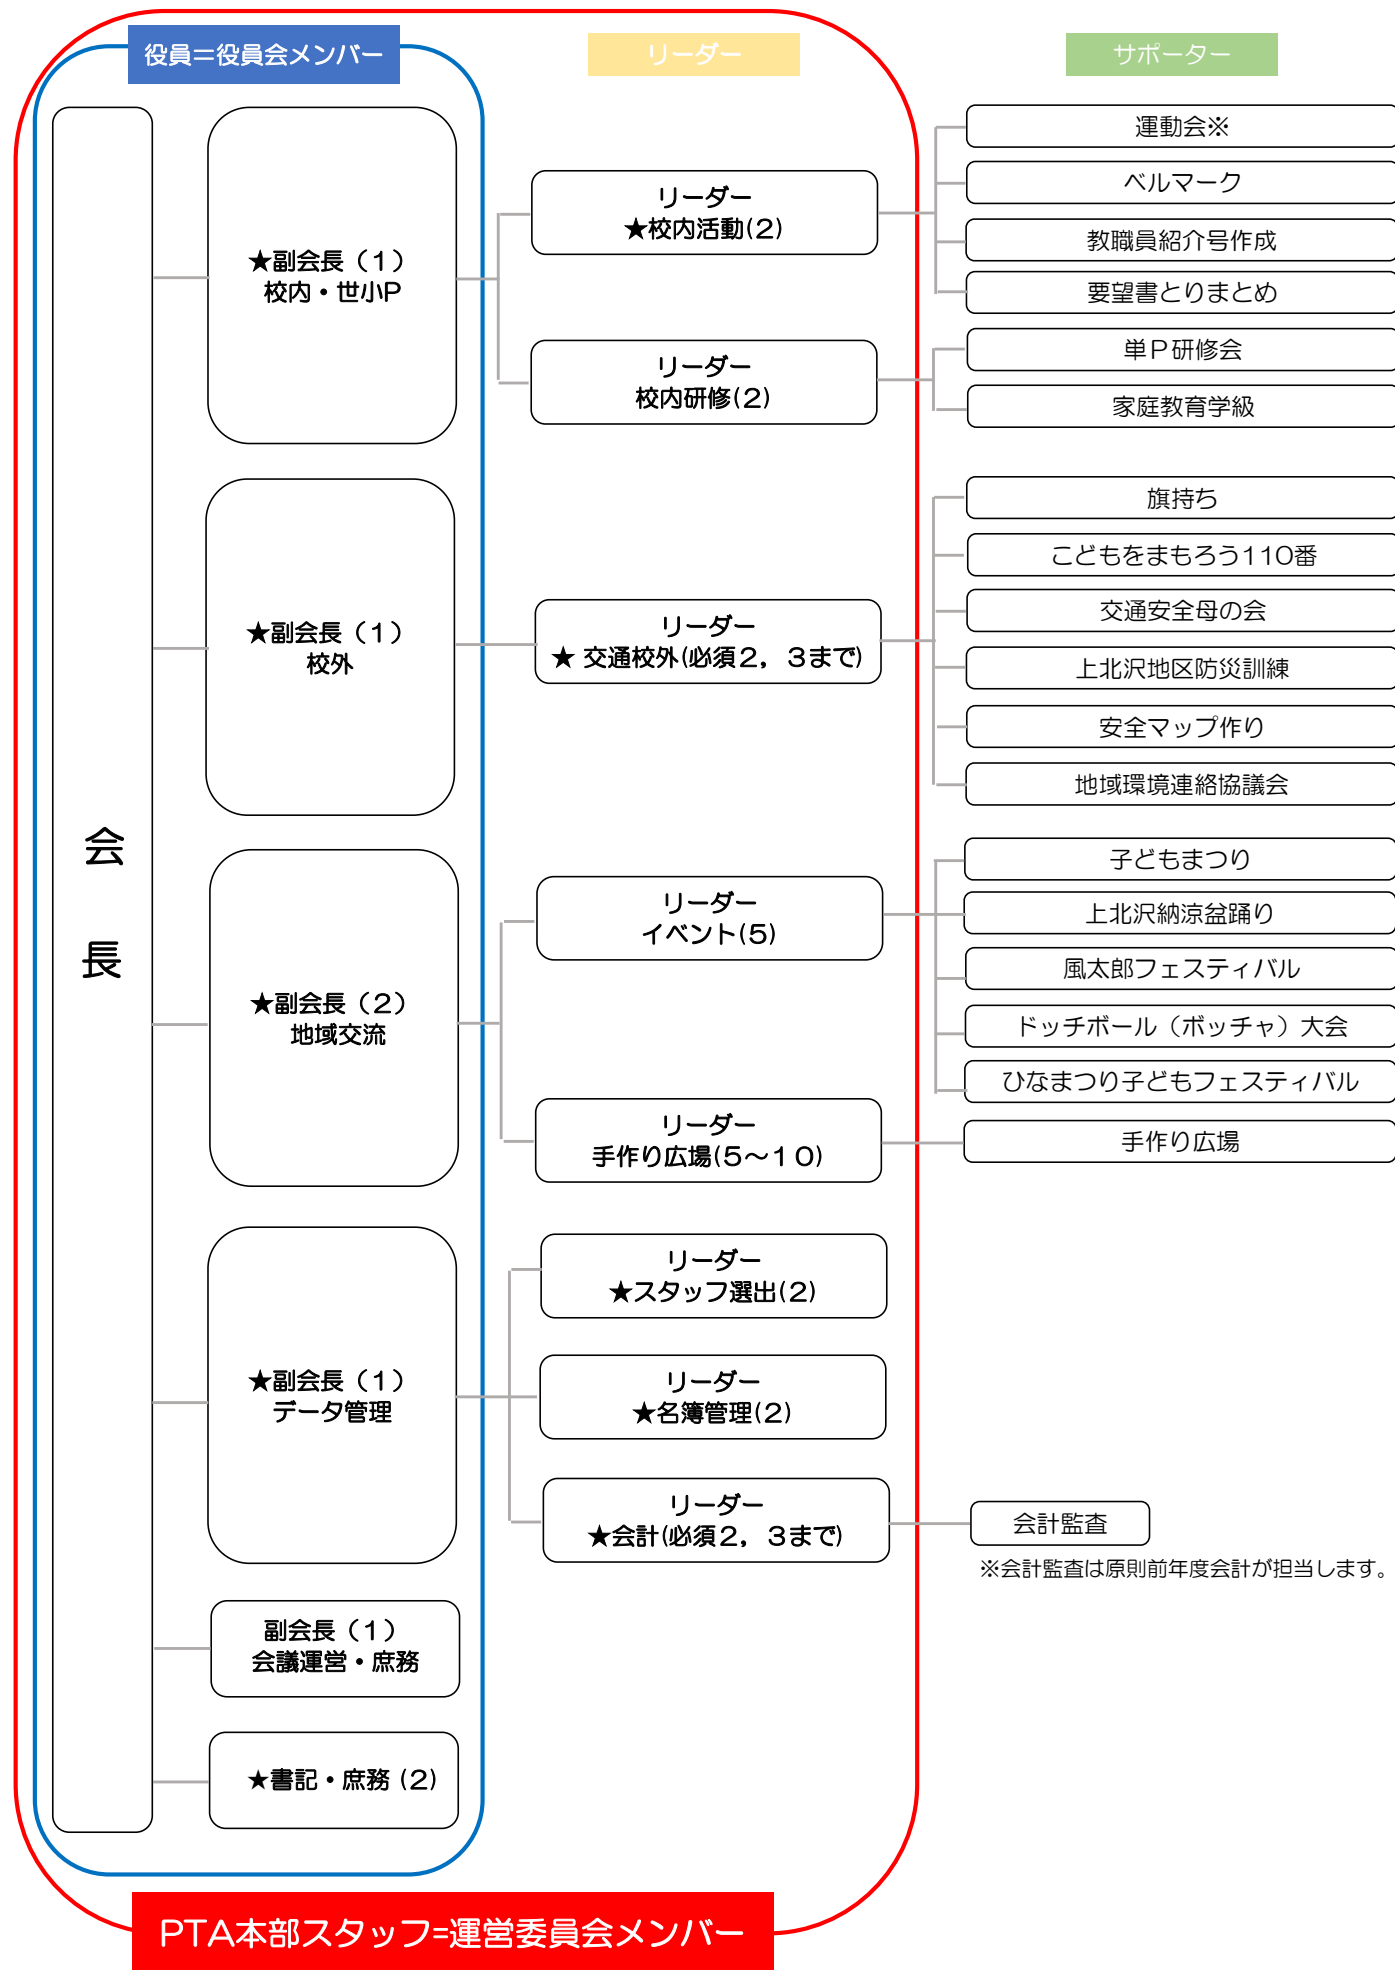 役員＝役員会メンバー
リーダー
サポーター
会
長
★副会長（１）
校内・世小P
リーダー
★校内活動(２)
運動会※
ベルマーク
教職員紹介号作成
要望書とりまとめ
リーダー
校内研修(２)
単Ｐ研修会
家庭教育学級
★副会長（１）
校外
リーダー
★ 交通校外(必須２，３まで)
旗持ち
こどもをまもろう110番
交通安全母の会
上北沢地区防災訓練
安全マップ作り
地域環境連絡協議会
★副会長（２）
地域交流
リーダー
イベント(５)
子どもまつり
上北沢納涼盆踊り
風太郎フェスティバル
ドッチボール（ボッチャ）大会
ひなまつり子どもフェスティバル
リーダー
手作り広場(５～１０)
手作り広場
★副会長（１）
データ管理
リーダー
★スタッフ選出(２)
リーダー
★名簿管理(２)
リーダー
★会計(必須２，３まで)
会計監査
※会計監査は原則前年度会計が担当します。
副会長（１）
会議運営・庶務
★書記・庶務 (２)
PTA本部スタッフ=運営委員会メンバー